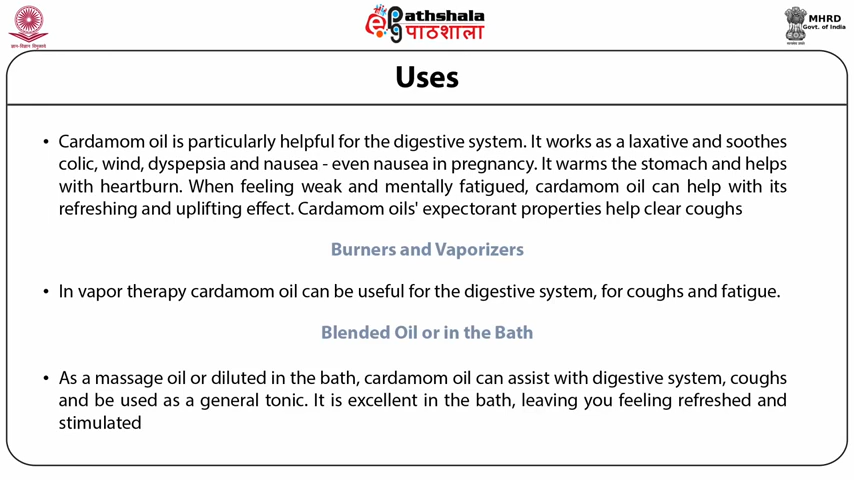 ज्ञान-विज्ञान विमुक्तये
Pathshala
पाठशाला
MHRD
Govt. of India
Uses
• Cardamom oil is particularly helpful for the digestive system. It works as a laxative and soothes
colic, wind, dyspepsia and nausea - even nausea in pregnancy. It warms the stomach and helps
with heartburn. When feeling weak and mentally fatigued, cardamom oil can help with its
refreshing and uplifting effect. Cardamom oils' expectorant properties help clear coughs
Burners and Vaporizers
• In vapor therapy cardamom oil can be useful for the digestive system, for coughs and fatigue.
Blended Oil or in the Bath
• As a massage oil or diluted in the bath, cardamom oil can assist with digestive system, coughs
and be used as a general tonic. It is excellent in the bath, leaving you feeling refreshed and
stimulated